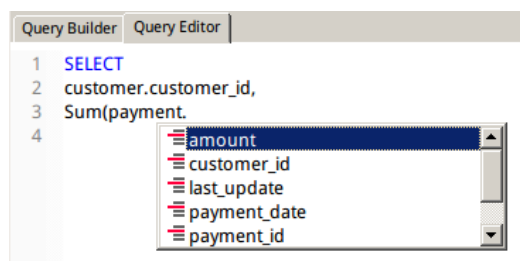 Query Builder Query Editor
1 SELECT
2 customer.customer_id,
3 Sum(payment.
4
amount
customer_id
last_update
payment_date
payment_id